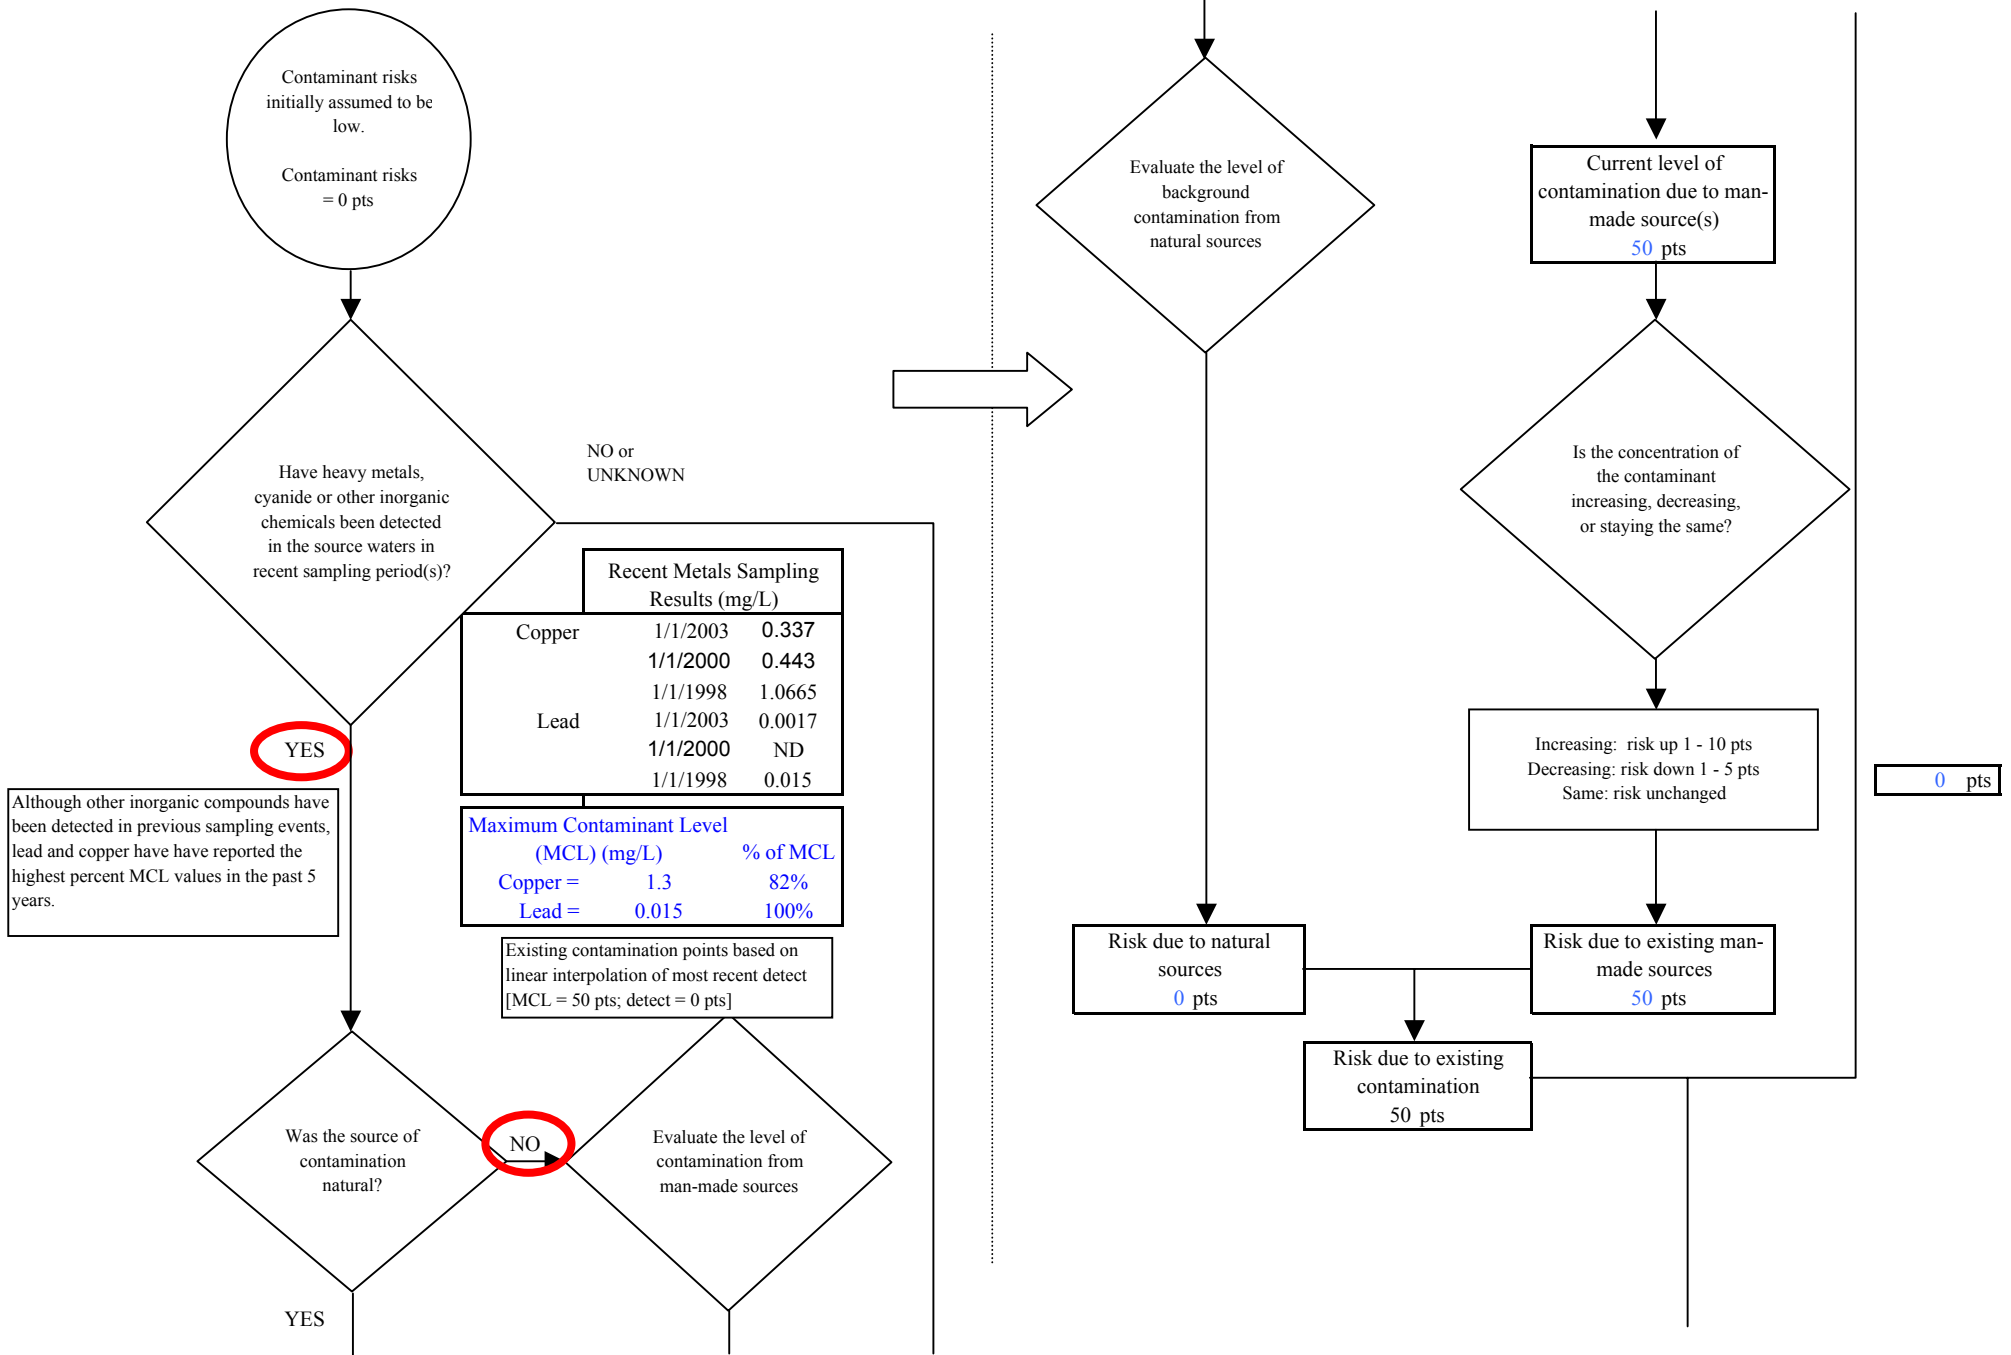 Contaminant risks
initially assumed to be
low.
Contaminant risks
= 0 pts
Have heavy metals,
cyanide or other inorganic
chemicals been detected
in the source waters in
recent sampling period(s)?
NO or
UNKNOWN
Recent Metals Sampling
Results (mg/L)
Copper 1/1/2003 0.337
1/1/2000 0.443
1/1/1998 1.0665
Lead 1/1/2003 0.0017
1/1/2000 ND
1/1/1998 0.015
YES
Although other inorganic compounds have
been detected in previous sampling events,
lead and copper have have reported the
highest percent MCL values in the past 5
years.
Maximum Contaminant Level
(MCL) (mg/L) % of MCL
Copper = 1.3 82%
Lead = 0.015 100%
Existing contamination points based on
linear interpolation of most recent detect
[MCL = 50 pts; detect = 0 pts]
Was the source of
contamination
natural?
NO
Evaluate the level of
contamination from
man-made sources
YES
Evaluate the level of
background
contamination from
natural sources
Current level of
contamination due to man-
made source(s)
50 pts
Is the concentration of
the contaminant
increasing, decreasing,
or staying the same?
Increasing: risk up 1 - 10 pts
Decreasing: risk down 1 - 5 pts
Same: risk unchanged
0 pts
Risk due to natural
sources
0 pts
Risk due to existing man-
made sources
50 pts
Risk due to existing
contamination
50 pts